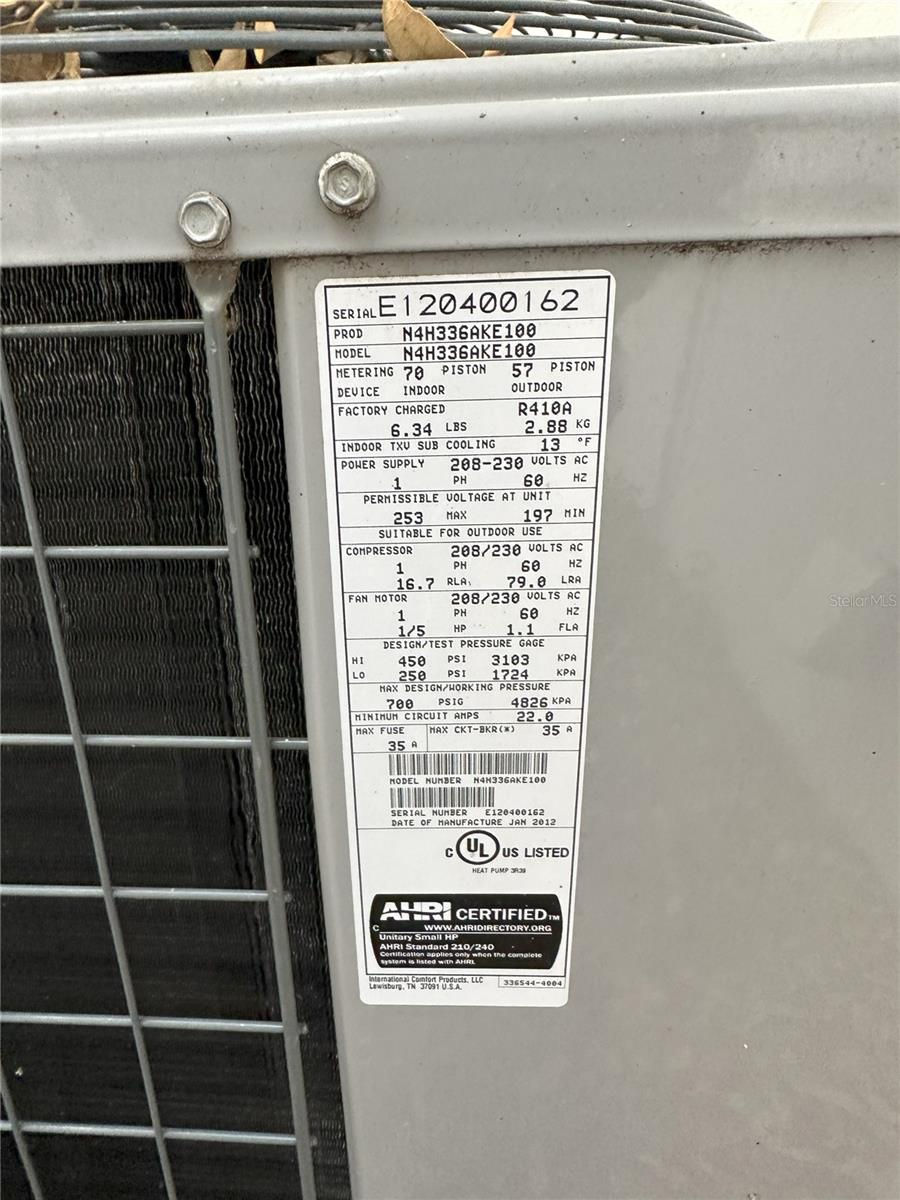 SERIAL E120400162
PROD N4H336AKE100
MODEL N4H336AKE100
METERING 70 PISTON 57 PISTON
DEVICE INDOOR OUTDOOR
FACTORY CHARGED R410A
6.34 LBS 2.88 KG
INDOOR TXV SUB COOLING 13 °F
POWER SUPPLY 208-230 VOLTS AC
1 PH 60 HZ
PERMISSIBLE VOLTAGE AT UNIT
253 MAX 197 MIN
SUITABLE FOR OUTDOOR USE
COMPRESSOR 208/230 VOLTS AC
1 PH 60 HZ
16.7 RLA 79.0 LRA
FAN MOTOR 208/230 VOLTS AC
1 PH 60 HZ
1/5 HP 1.1 FLA
DESIGN/TEST PRESSURE GAGE
HI 450 PSI 3103 KPA
LO 250 PSI 1724 KPA
MAX DESIGN/WORKING PRESSURE
700 PSIG 4826 KPA
MINIMUM CIRCUIT AMPS 22.0
MAX FUSE MAX CKT-BKR(*) 35 A
35 A
MODEL NUMBER N4H336AKE100
SERIAL NUMBER E120400162
DATE OF MANUFACTURE JAN 2012
C UL US LISTED
HEAT PUMP 3R39
AHRI CERTIFIED TM
C WWW.AHRIDIRECTORY.ORG
Unitary Small HP
AHRI Standard 210/240
Certification applies only when the complete
system is listed with AHRI.
International Comfort Products, LLC
Lewisburg, TN 37091 U.S.A.
336544-4004
StellarMLS